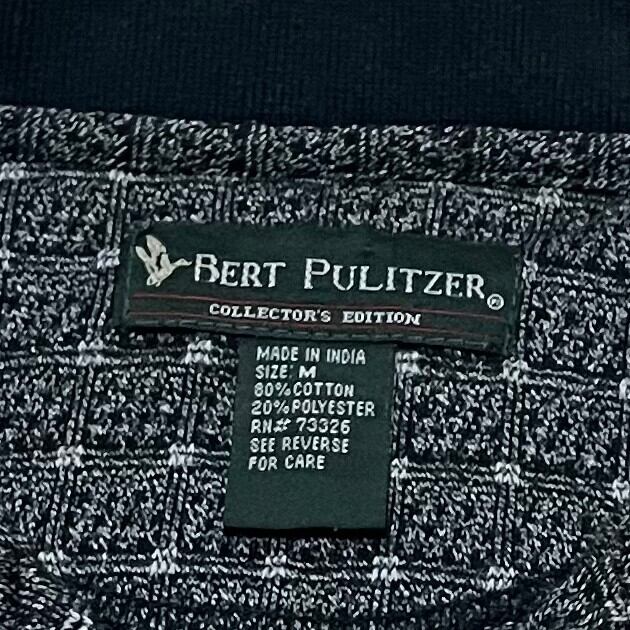 BERT PULITZER®
COLLECTOR'S EDITION
MADE IN INDIA
SIZE: M
80% COTTON
20% POLYESTER
RN# 73326
SEE REVERSE
FOR CARE